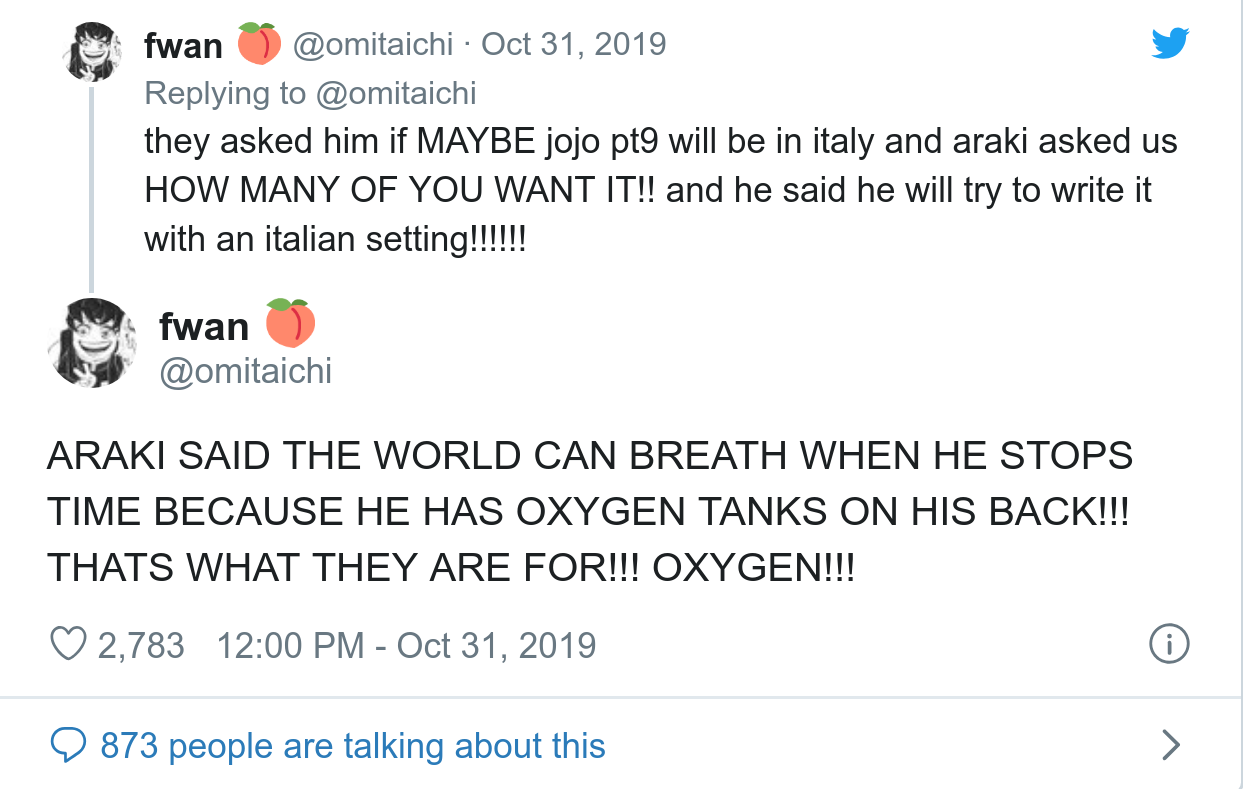 fwan 🍑 @omitaichi · Oct 31, 2019
Replying to @omitaichi
they asked him if MAYBE jojo pt9 will be in italy and araki asked us
HOW MANY OF YOU WANT IT!! and he said he will try to write it
with an italian setting!!!!!!
fwan 🍑
@omitaichi
ARAKI SAID THE WORLD CAN BREATH WHEN HE STOPS
TIME BECAUSE HE HAS OXYGEN TANKS ON HIS BACK!!!
THATS WHAT THEY ARE FOR!!! OXYGEN!!!
2,783 12:00 PM - Oct 31, 2019
873 people are talking about this